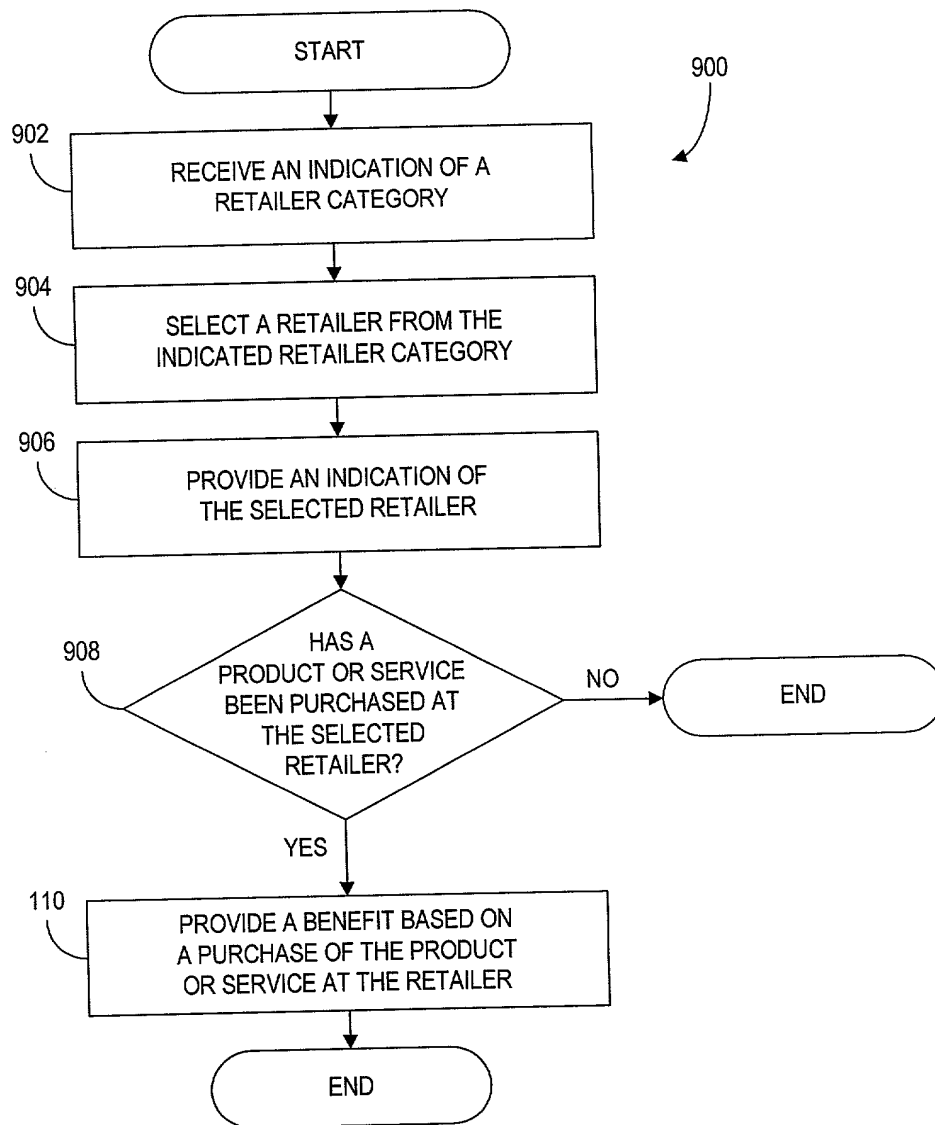 START
900
902
RECEIVE AN INDICATION OF A
RETAILER CATEGORY
904
SELECT A RETAILER FROM THE
INDICATED RETAILER CATEGORY
906
PROVIDE AN INDICATION OF
THE SELECTED RETAILER
908
HAS A
PRODUCT OR SERVICE
BEEN PURCHASED AT
THE SELECTED
RETAILER?
NO
END
YES
110
PROVIDE A BENEFIT BASED ON
A PURCHASE OF THE PRODUCT
OR SERVICE AT THE RETAILER
END